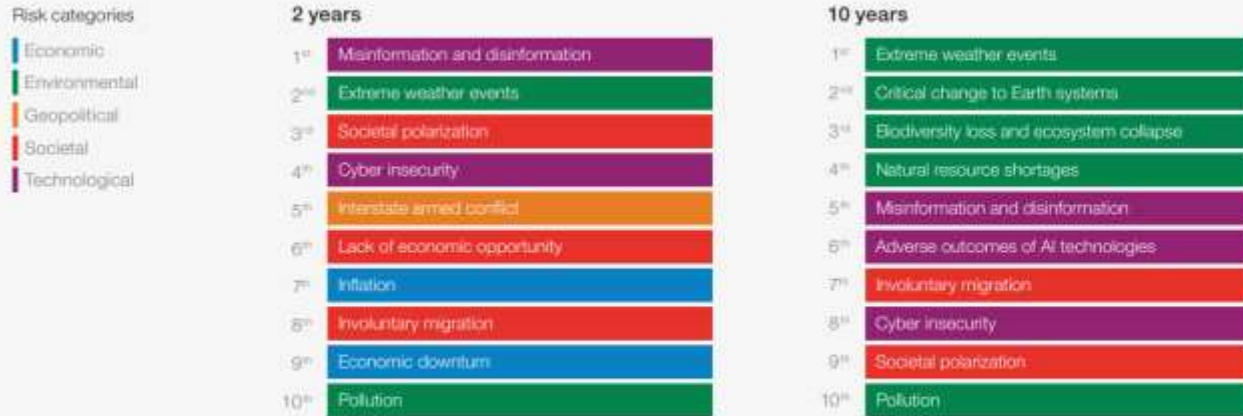 Risk categories
Economic
Environmental
Geopolitical
Societal
Technological
2 years
1st Misinformation and disinformation
2nd Extreme weather events
3rd Societal polarization
4th Cyber insecurity
5th Interstate armed conflict
6th Lack of economic opportunity
7th Inflation
8th Involuntary migration
9th Economic downturn
10th Pollution
10 years
1st Extreme weather events
2nd Critical change to Earth systems
3rd Biodiversity loss and ecosystem collapse
4th Natural resource shortages
5th Misinformation and disinformation
6th Adverse outcomes of AI technologies
7th Involuntary migration
8th Cyber insecurity
9th Societal polarization
10th Pollution